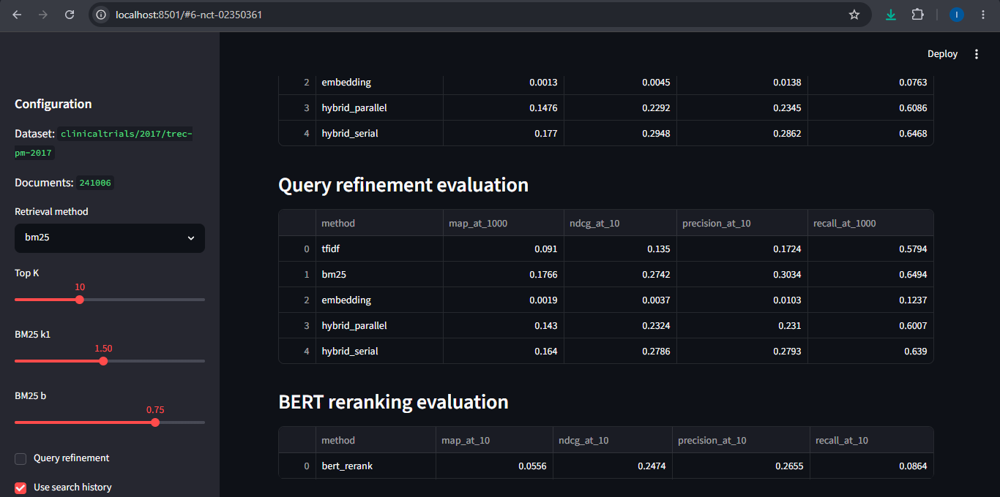 localhost:8501/#6-nct-02350361
I
Deploy
Configuration
Dataset: clinicaltrials/2017/trec-
pm-2017
Documents: 241006
Retrieval method
bm25
Top K
10
BM25 k1
1.50
BM25 b
0.75
Query refinement
Use search history
2 embedding 0.0013 0.0045 0.0138 0.0763
3 hybrid_parallel 0.1476 0.2292 0.2345 0.6086
4 hybrid_serial 0.177 0.2948 0.2862 0.6468
Query refinement evaluation
method map_at_1000 ndcg_at_10 precision_at_10 recall_at_1000
0 tfidf 0.091 0.135 0.1724 0.5794
1 bm25 0.1766 0.2742 0.3034 0.6494
2 embedding 0.0019 0.0037 0.0103 0.1237
3 hybrid_parallel 0.143 0.2324 0.231 0.6007
4 hybrid_serial 0.164 0.2786 0.2793 0.639
BERT reranking evaluation
method map_at_10 ndcg_at_10 precision_at_10 recall_at_10
0 bert_rerank 0.0556 0.2474 0.2655 0.0864